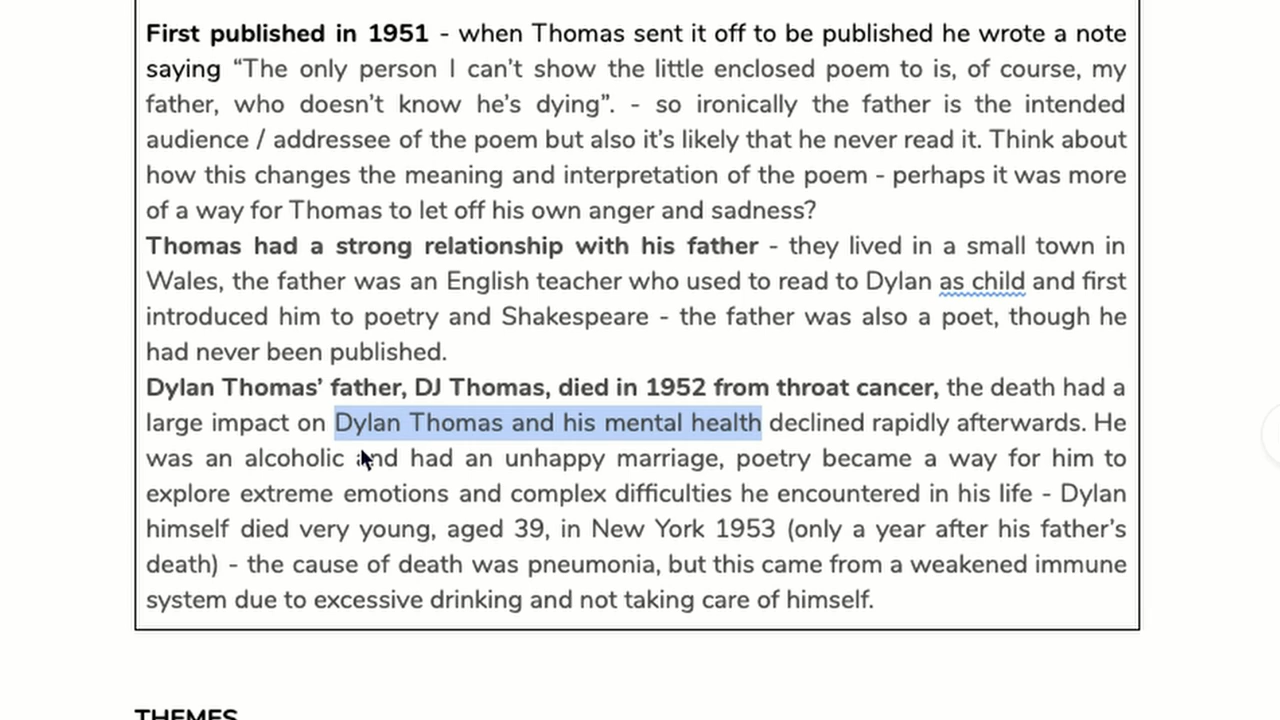 First published in 1951 - when Thomas sent it off to be published he wrote a note
saying “The only person I can’t show the little enclosed poem to is, of course, my
father, who doesn’t know he’s dying”. - so ironically the father is the intended
audience / addressee of the poem but also it’s likely that he never read it. Think about
how this changes the meaning and interpretation of the poem - perhaps it was more
of a way for Thomas to let off his own anger and sadness?
Thomas had a strong relationship with his father - they lived in a small town in
Wales, the father was an English teacher who used to read to Dylan as child and first
introduced him to poetry and Shakespeare - the father was also a poet, though he
had never been published.
Dylan Thomas’ father, DJ Thomas, died in 1952 from throat cancer, the death had a
large impact on Dylan Thomas and his mental health declined rapidly afterwards. He
was an alcoholic and had an unhappy marriage, poetry became a way for him to
explore extreme emotions and complex difficulties he encountered in his life - Dylan
himself died very young, aged 39, in New York 1953 (only a year after his father’s
death) - the cause of death was pneumonia, but this came from a weakened immune
system due to excessive drinking and not taking care of himself.
THEMES